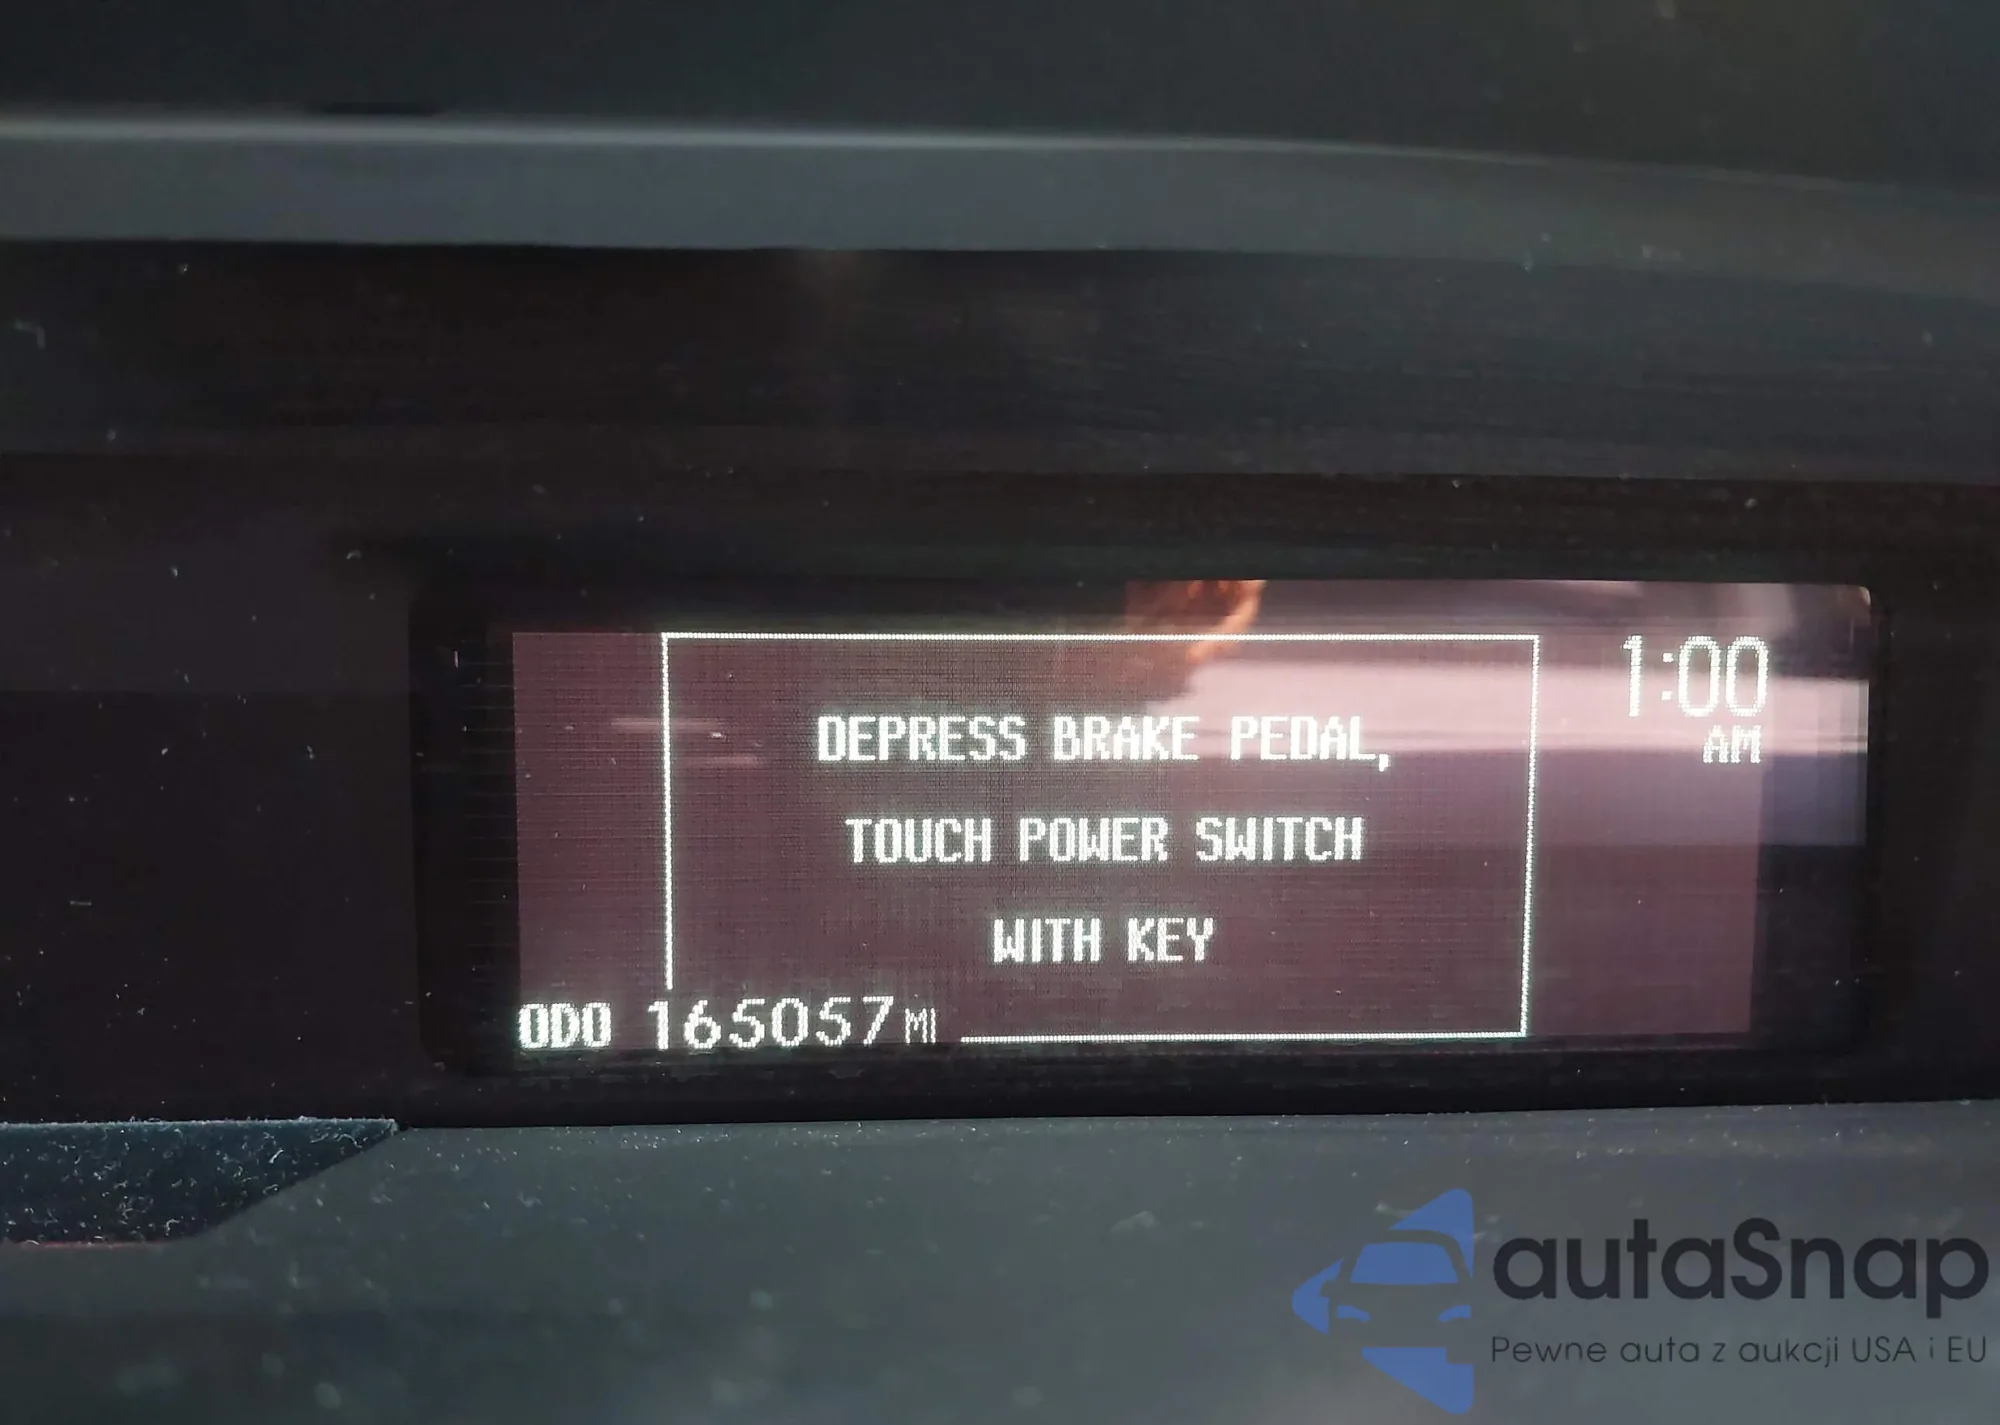 1:00
AM
DEPRESS BRAKE PEDAL,
TOUCH POWER SWITCH
WITH KEY
ODO 165057 MI
autaSnap
Pewne auta z aukcji USA i EU